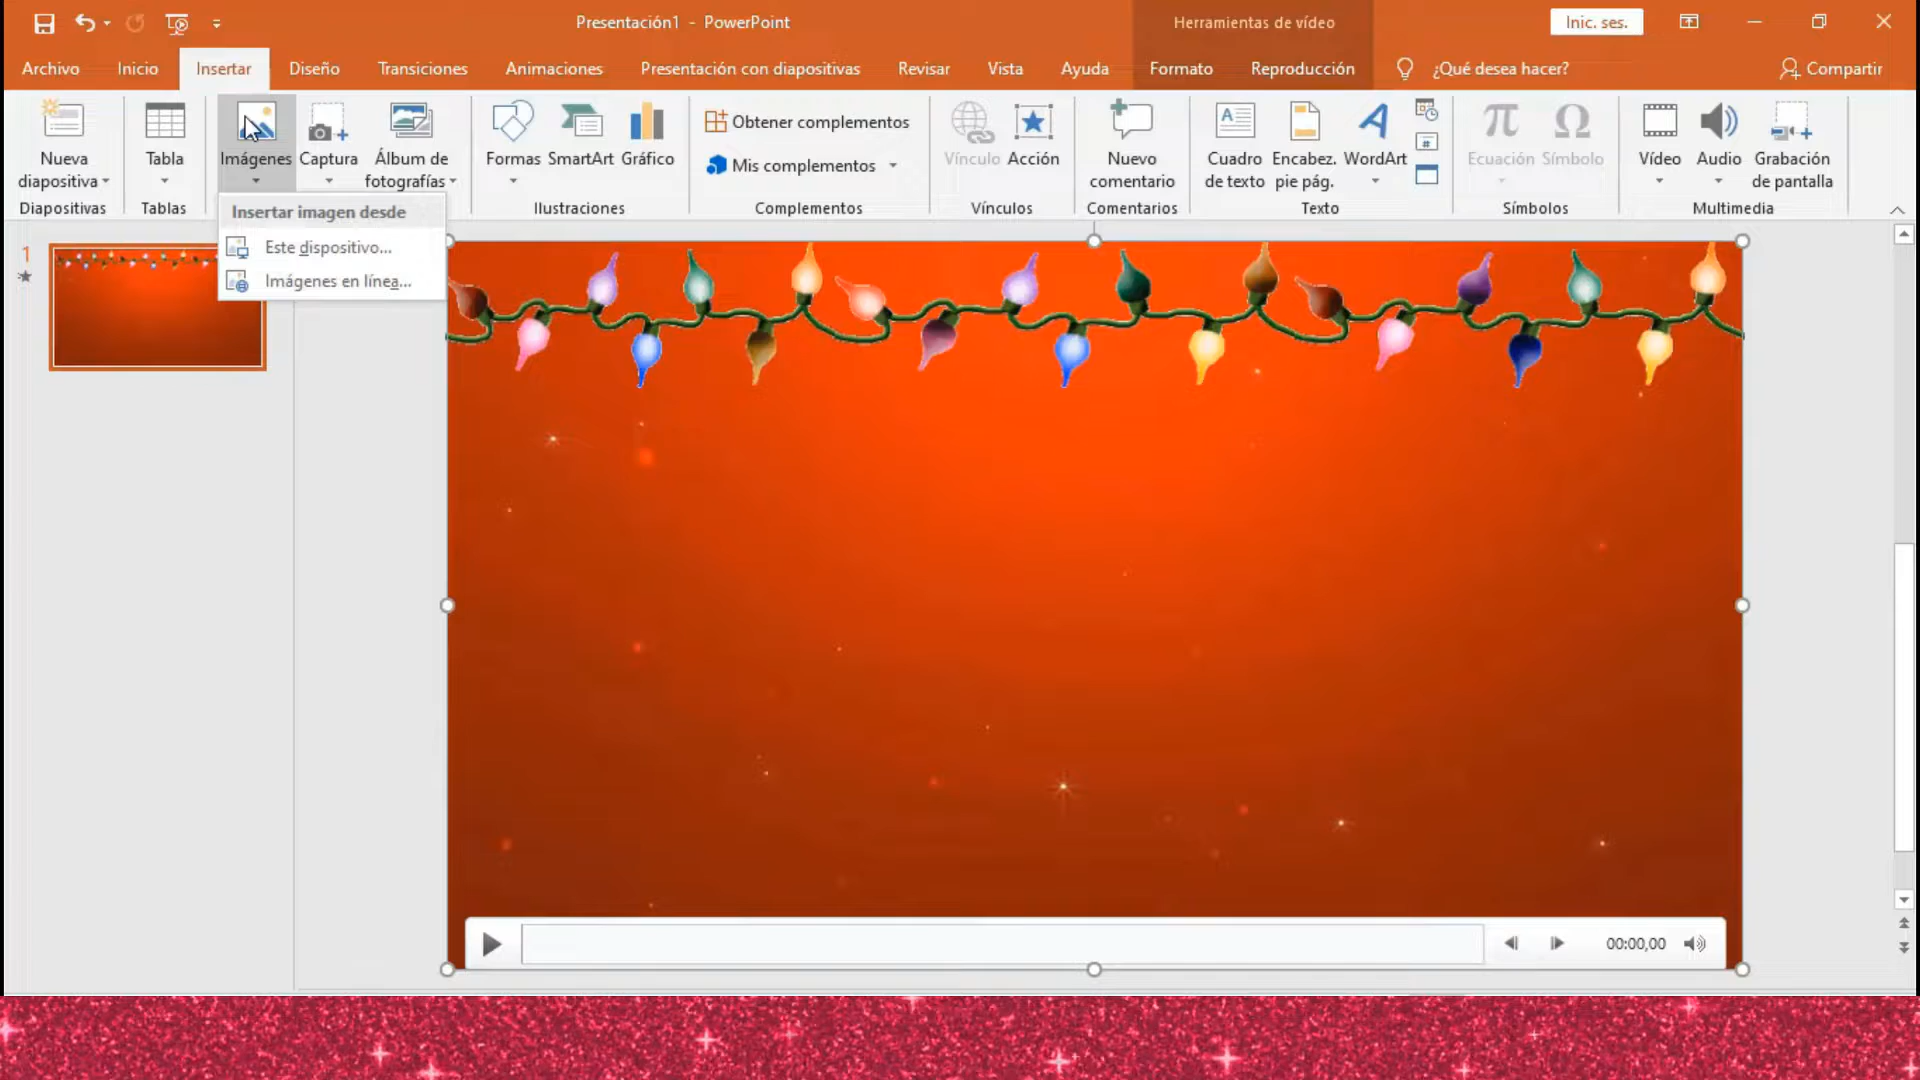 Presentación1 - PowerPoint
Herramientas de vídeo
Inic. ses.
Archivo
Inicio
Insertar
Diseño
Transiciones
Animaciones
Presentación con diapositivas
Revisar
Vista
Ayuda
Formato
Reproducción
¿Qué desea hacer?
Compartir
Nueva
diapositiva
Tabla
Imágenes
Captura
Álbum de
fotografías
Formas
SmartArt
Gráfico
Obtener complementos
Mis complementos
Vínculo
Acción
Nuevo
comentario
Cuadro
de texto
Encabez.
pie pág.
WordArt
Ecuación
Símbolo
Vídeo
Audio
Grabación
de pantalla
Diapositivas
Tablas
Ilustraciones
Complementos
Vínculos
Comentarios
Texto
Símbolos
Multimedia
Insertar imagen desde
Este dispositivo...
Imágenes en línea...
1
00:00,00